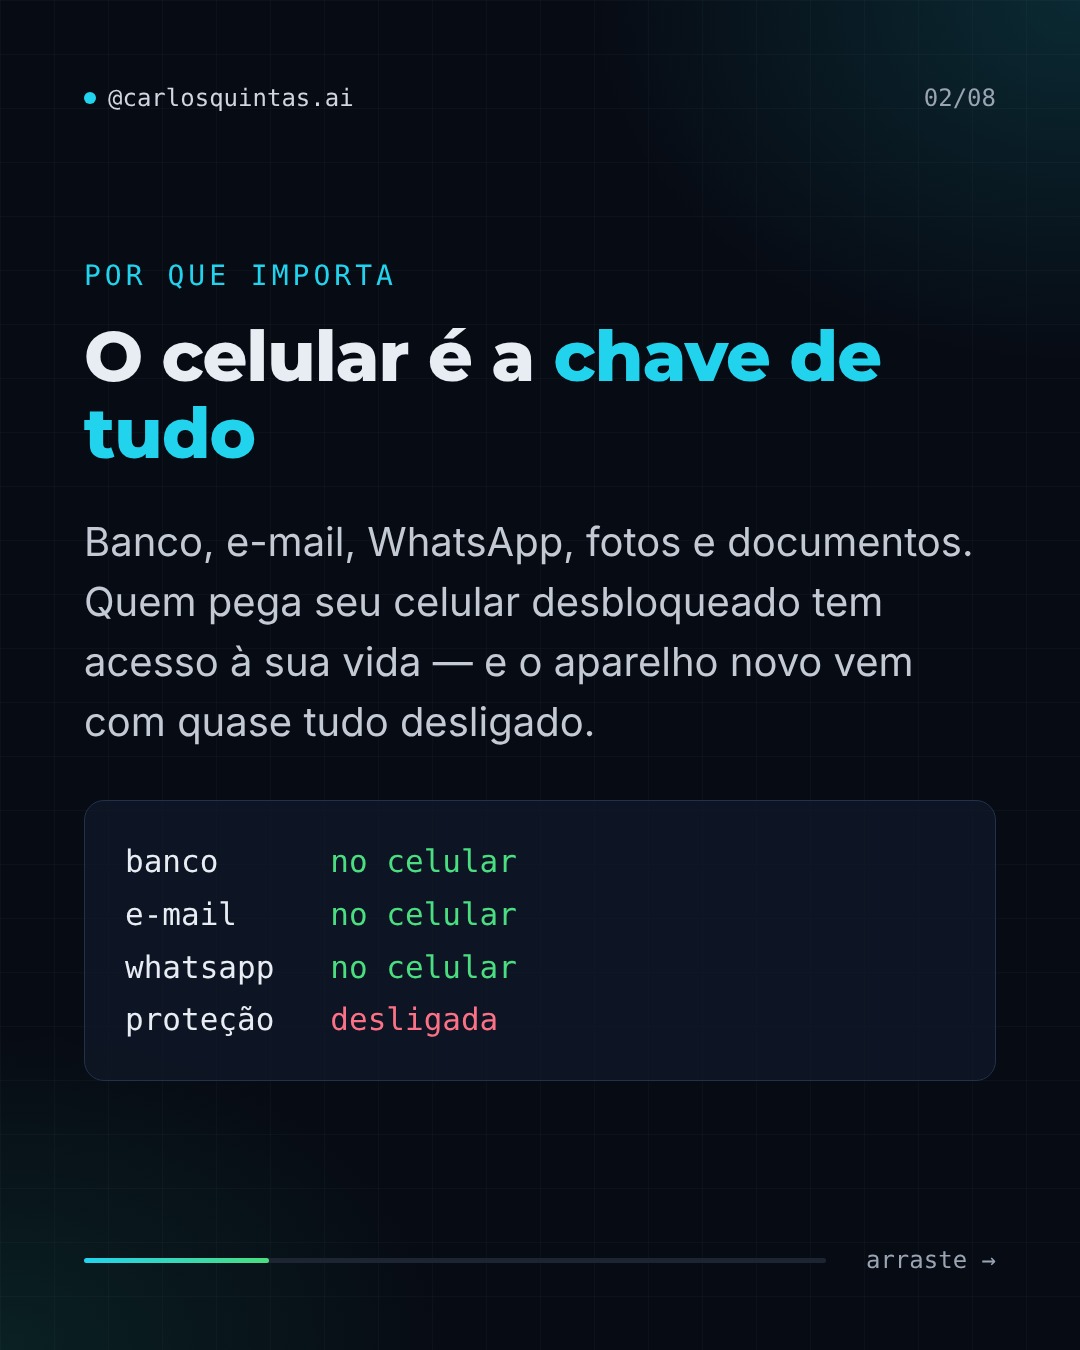 @carlosquintas.ai
02/08
POR QUE IMPORTA
O celular é a chave de
tudo
Banco, e-mail, WhatsApp, fotos e documentos.
Quem pega seu celular desbloqueado tem
acesso à sua vida — e o aparelho novo vem
com quase tudo desligado.
banco no celular
e-mail no celular
whatsapp no celular
proteção desligada
arraste →